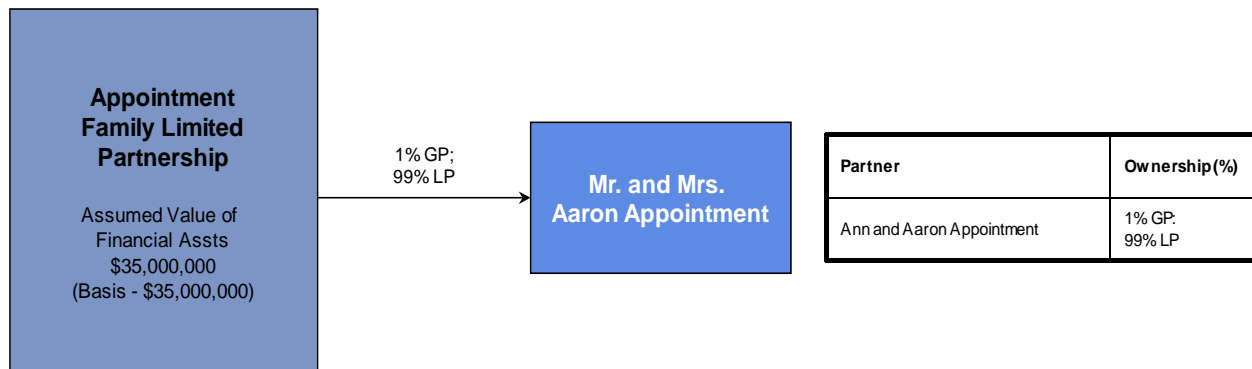 Appointment
Family Limited
Partnership
Assumed Value of
Financial Assts
$35,000,000
(Basis - $35,000,000)
1% GP;
99% LP
Mr. and Mrs.
Aaron Appointment
Partner
Ownership(%)
Ann and Aaron Appointment
1% GP:
99% LP